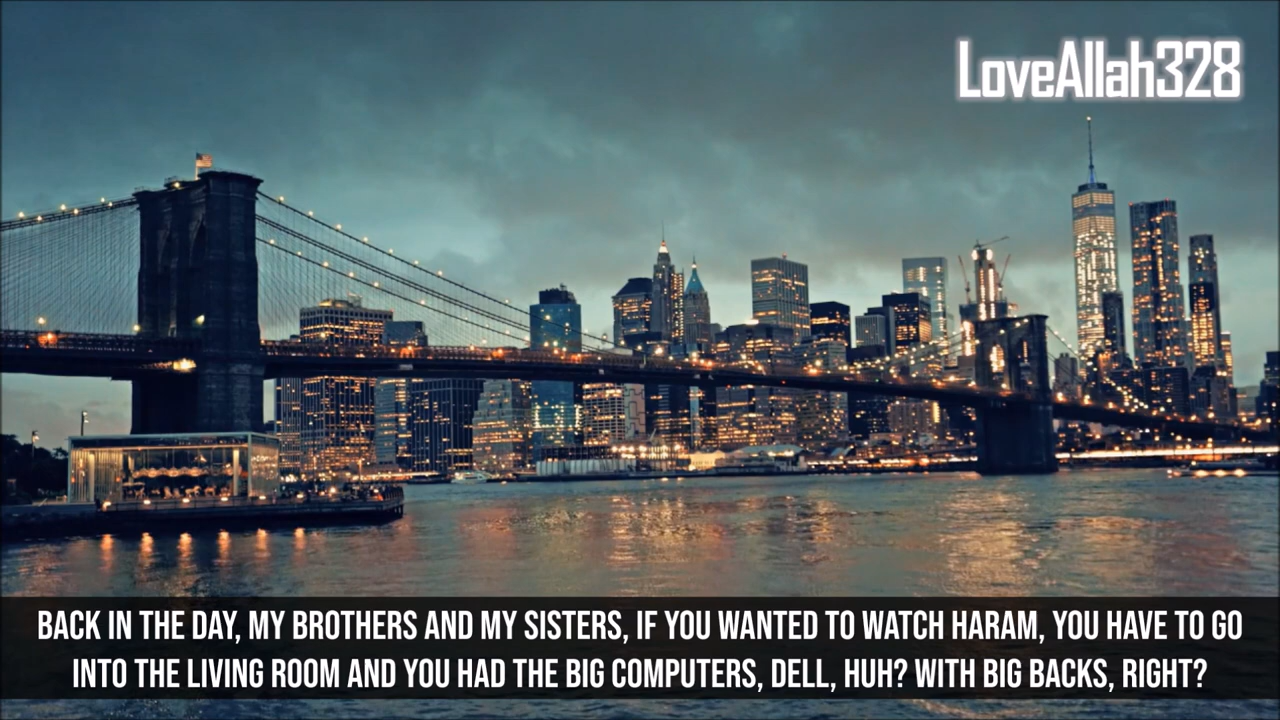 LoveAllah328
BACK IN THE DAY, MY BROTHERS AND MY SISTERS, IF YOU WANTED TO WATCH HARAM, YOU HAVE TO GO
INTO THE LIVING ROOM AND YOU HAD THE BIG COMPUTERS, DELL, HUH? WITH BIG BACKS, RIGHT?